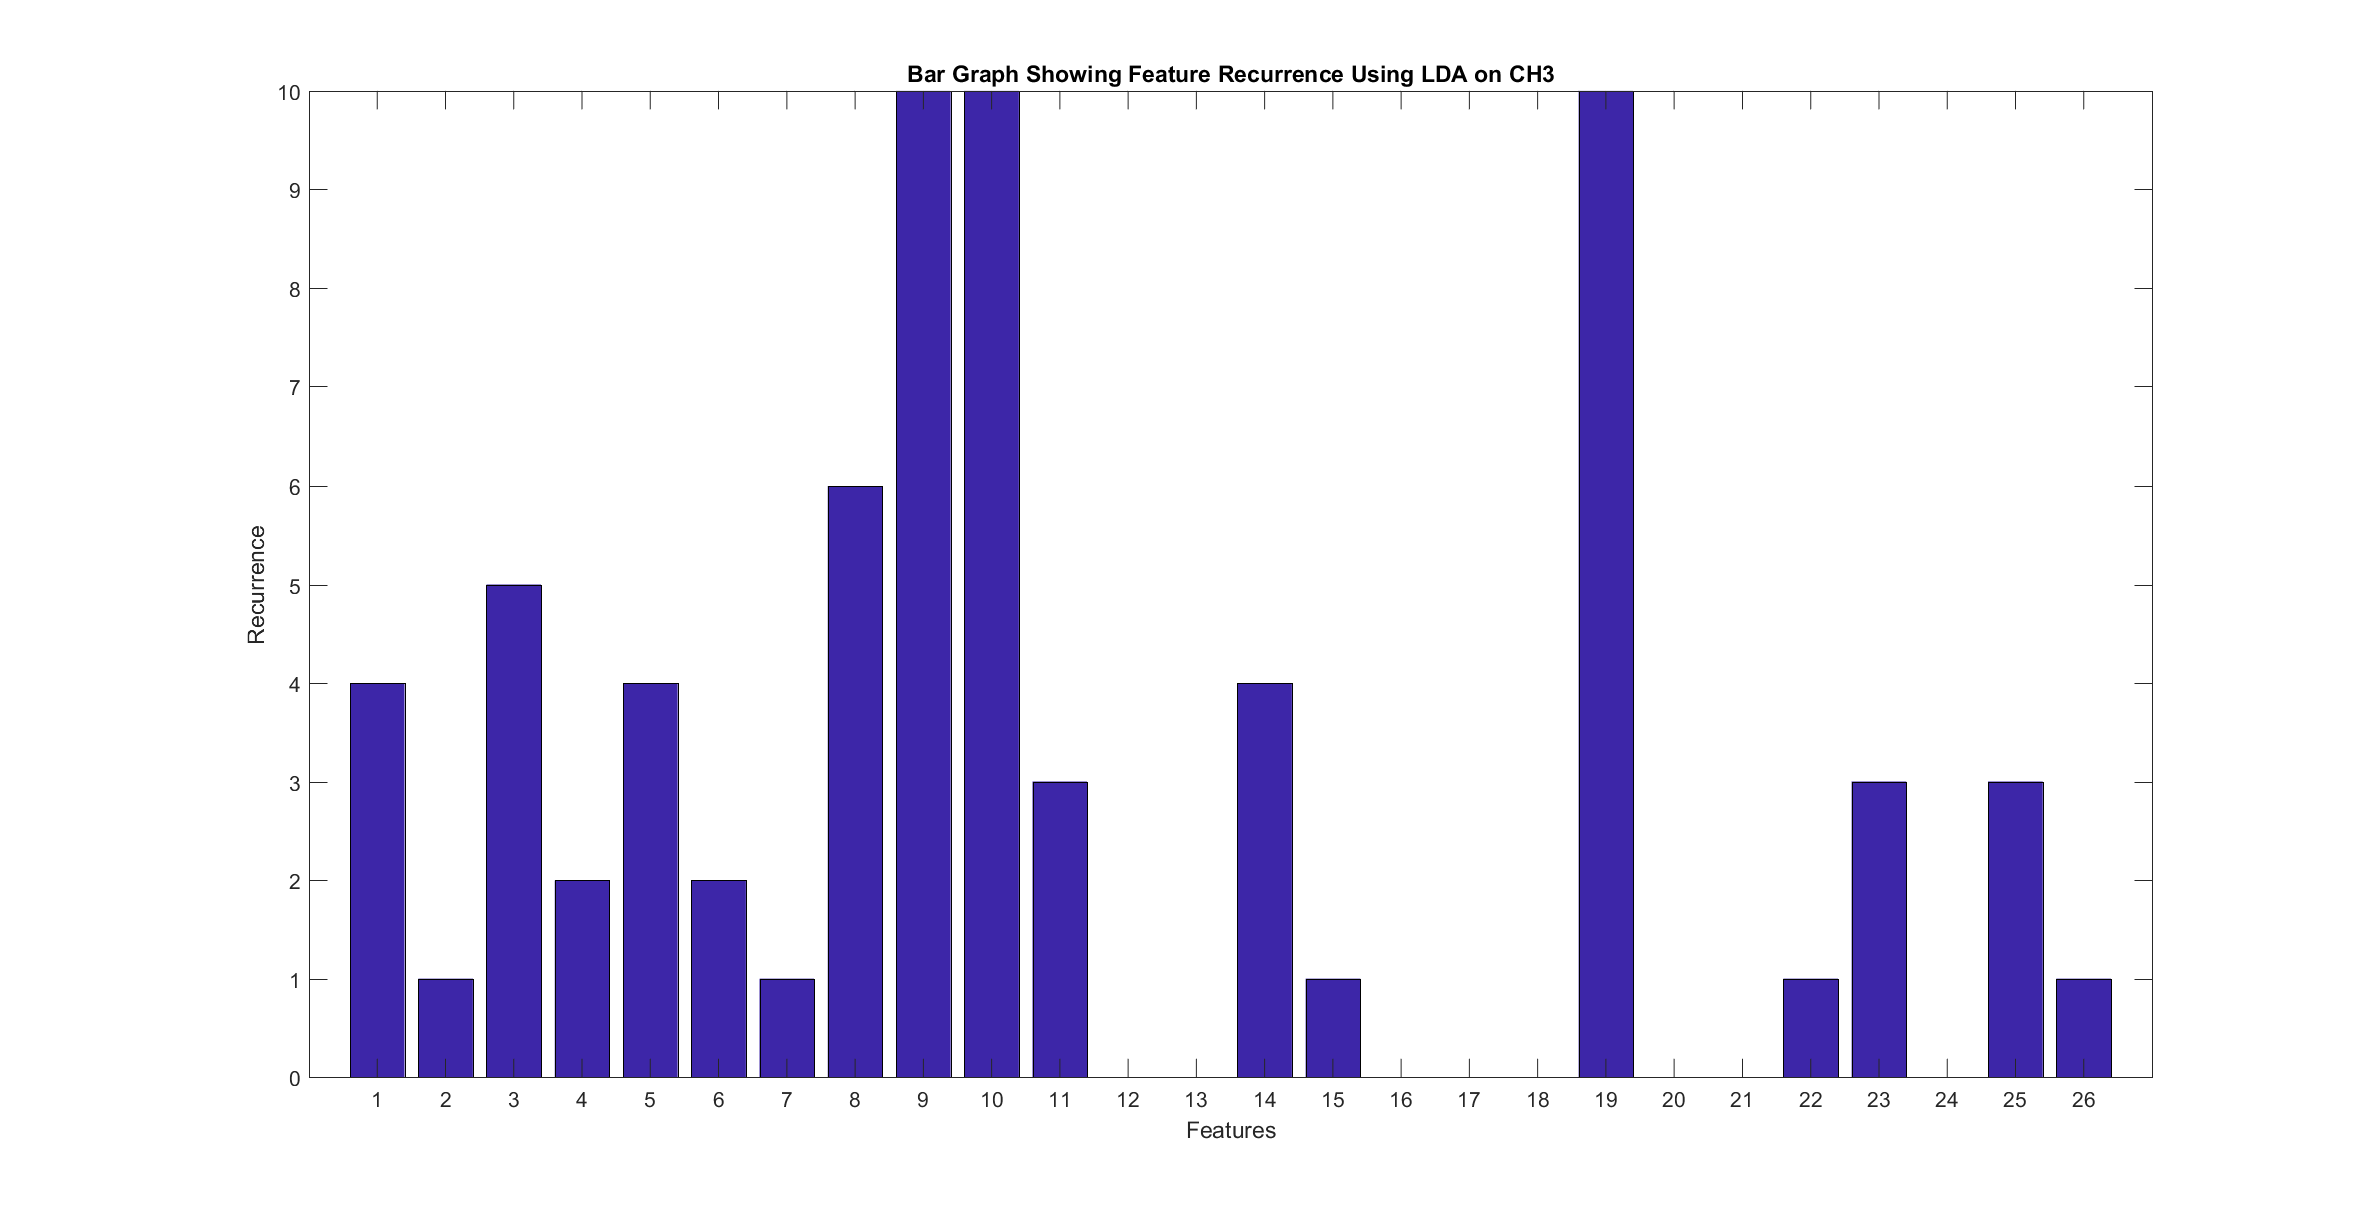 Bar Graph Showing Feature Recurrence Using LDA on CH3
10
9
8
7
6
5
4
3
2
1
0
Recurrence
1 2 3 4 5 6 7 8 9 10 11 12 13 14 15 16 17 18 19 20 21 22 23 24 25 26
Features